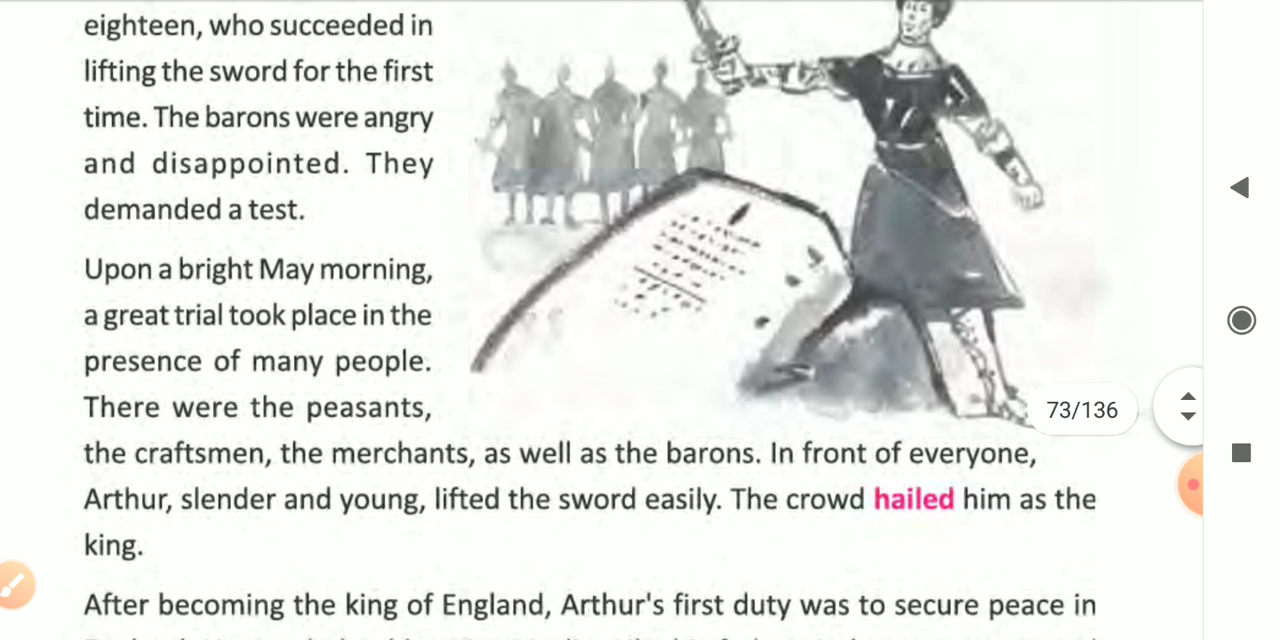 eighteen, who succeeded in
lifting the sword for the first
time. The barons were angry
and disappointed. They
demanded a test.
Upon a bright May morning,
a great trial took place in the
presence of many people.
There were the peasants,
the craftsmen, the merchants, as well as the barons. In front of everyone,
Arthur, slender and young, lifted the sword easily. The crowd hailed him as the
king.
After becoming the king of England, Arthur's first duty was to secure peace in
73/136